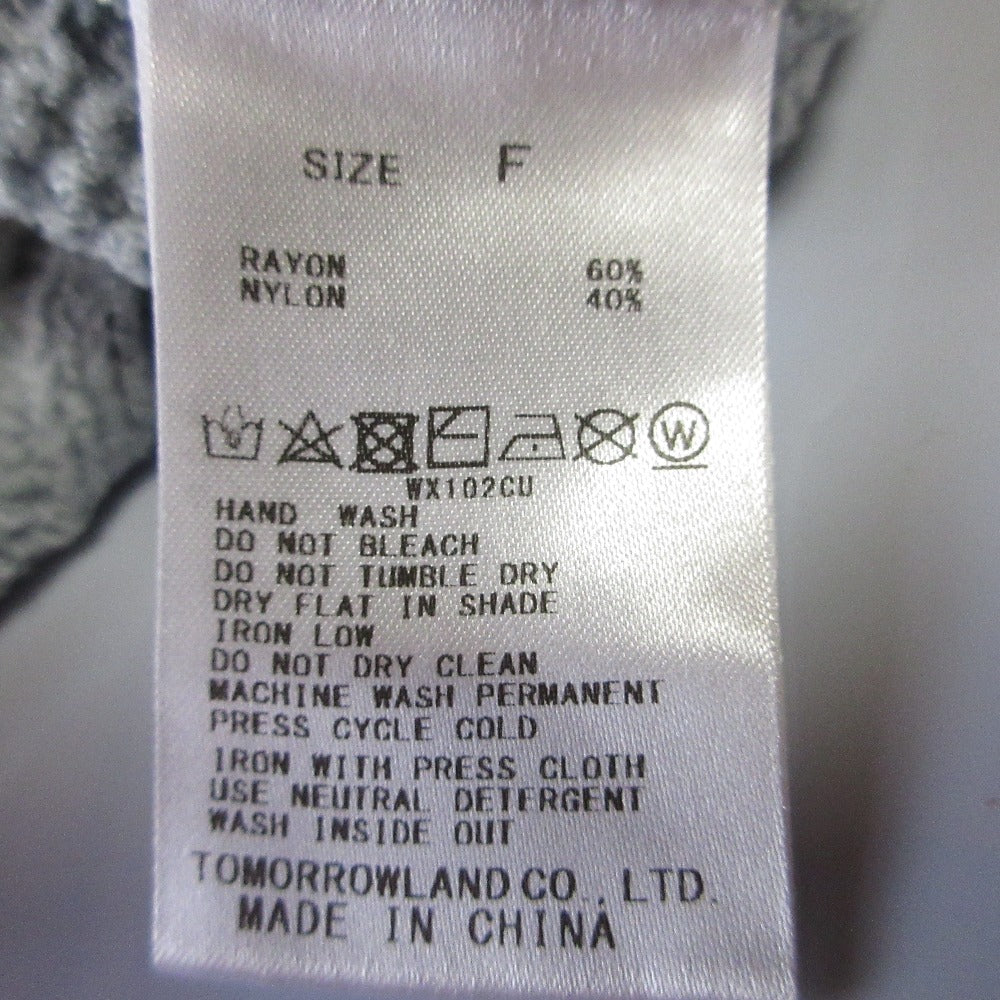 SIZE F
RAYON 60%
NYLON 40%
W
WX102CU
HAND WASH
DO NOT BLEACH
DO NOT TUMBLE DRY
DRY FLAT IN SHADE
IRON LOW
DO NOT DRY CLEAN
MACHINE WASH PERMANENT
PRESS CYCLE COLD
IRON WITH PRESS CLOTH
USE NEUTRAL DETERGENT
WASH INSIDE OUT
TOMORROWLAND CO., LTD.
MADE IN CHINA